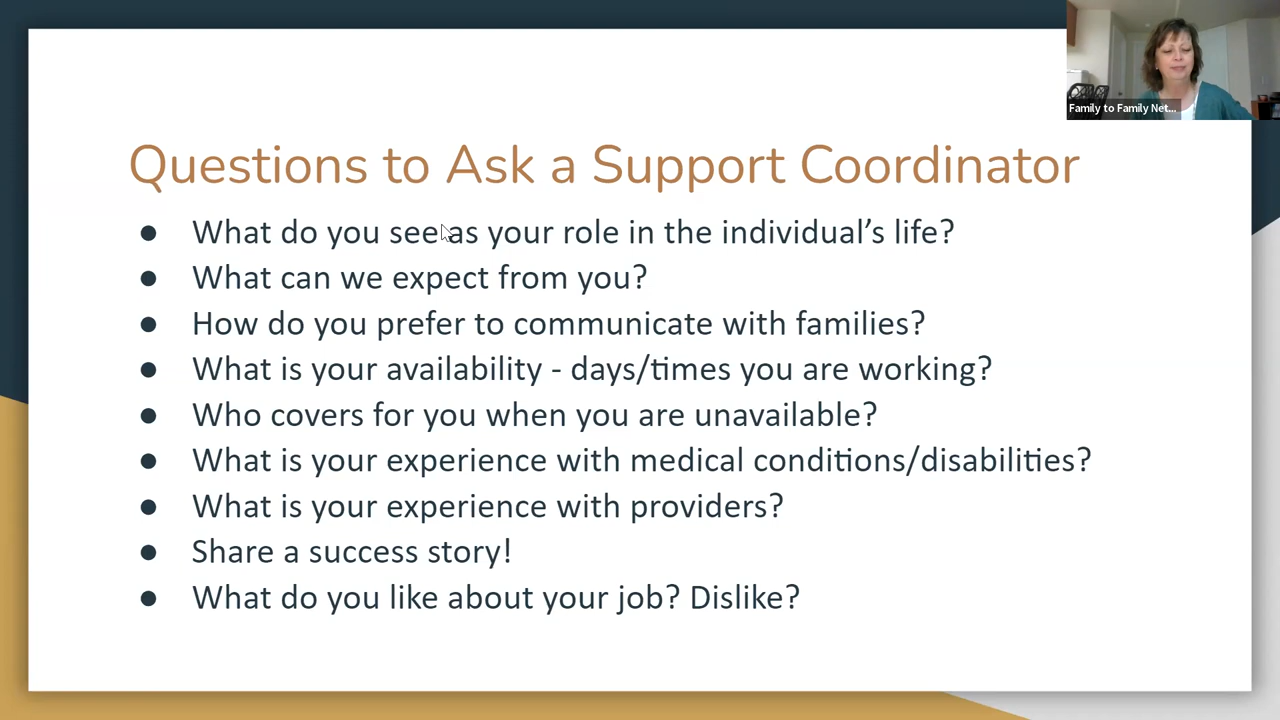 Family to Family Net...
Questions to Ask a Support Coordinator
● What do you see as your role in the individual’s life?
● What can we expect from you?
● How do you prefer to communicate with families?
● What is your availability - days/times you are working?
● Who covers for you when you are unavailable?
● What is your experience with medical conditions/disabilities?
● What is your experience with providers?
● Share a success story!
● What do you like about your job? Dislike?